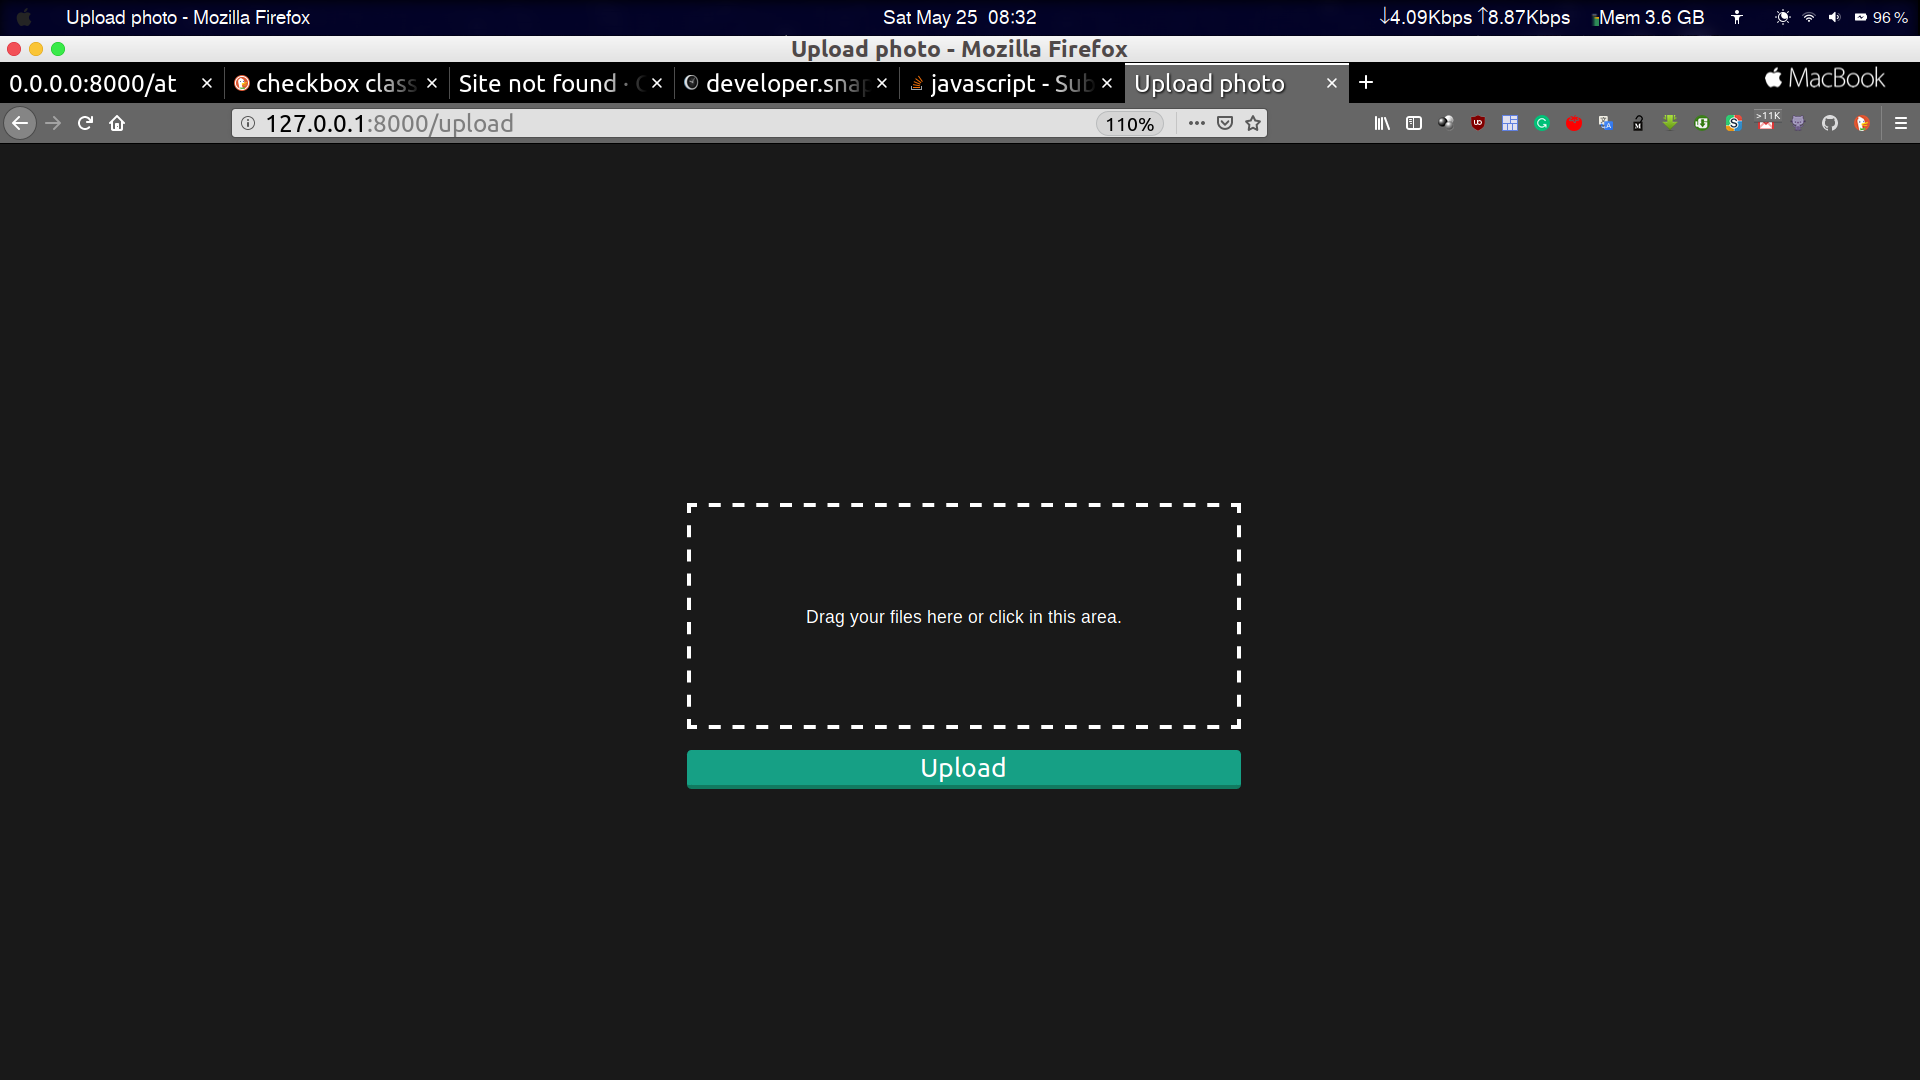 Upload photo - Mozilla Firefox
Sat May 25 08:32
↓4.09Kbps ↑8.87Kbps
Mem 3.6 GB
96 %
Upload photo - Mozilla Firefox
0.0.0.0:8000/at
checkbox class
Site not found ·
developer.snap
javascript - Sub
Upload photo
MacBook
127.0.0.1:8000/upload
110%
>11K
Drag your files here or click in this area.
Upload